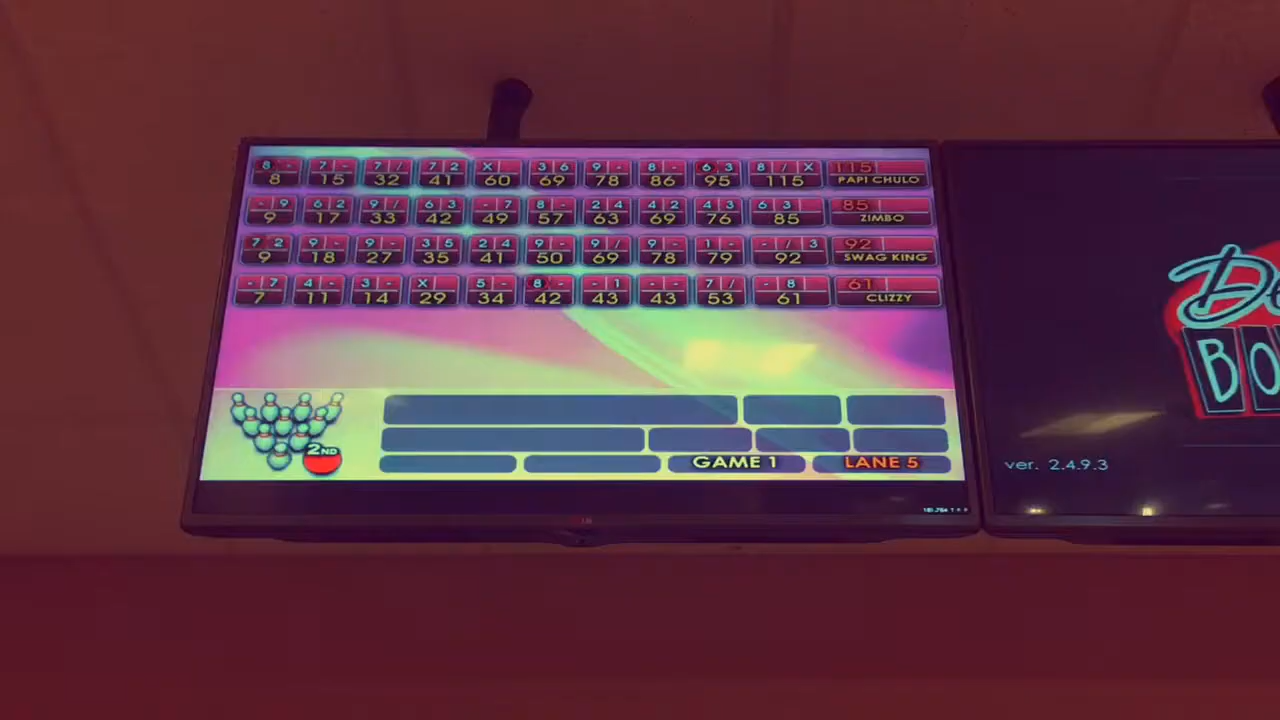 8 - 7 - 7 / 7 2 X 3 6 9 - 8 - 6 3 8 / X 115
8 15 32 41 60 69 78 86 95 115 PAPI CHULO
- 9 6 2 9 / 6 3 - 7 8 - 2 4 4 2 4 3 6 3 85
9 17 33 42 49 57 63 69 76 85 ZIMBO
7 2 9 - 9 - 3 5 2 4 9 - 9 / 9 - 1 - - / 3 92
9 18 27 35 41 50 69 78 79 92 SWAG KING
- 7 4 - 3 - X 5 - 8 - - 1 - - 7 / - 8 61
7 11 14 29 34 42 43 43 53 61 CLIZZY
2ND
GAME 1 LANE 5
LG
BO
ver. 2.4.9.3